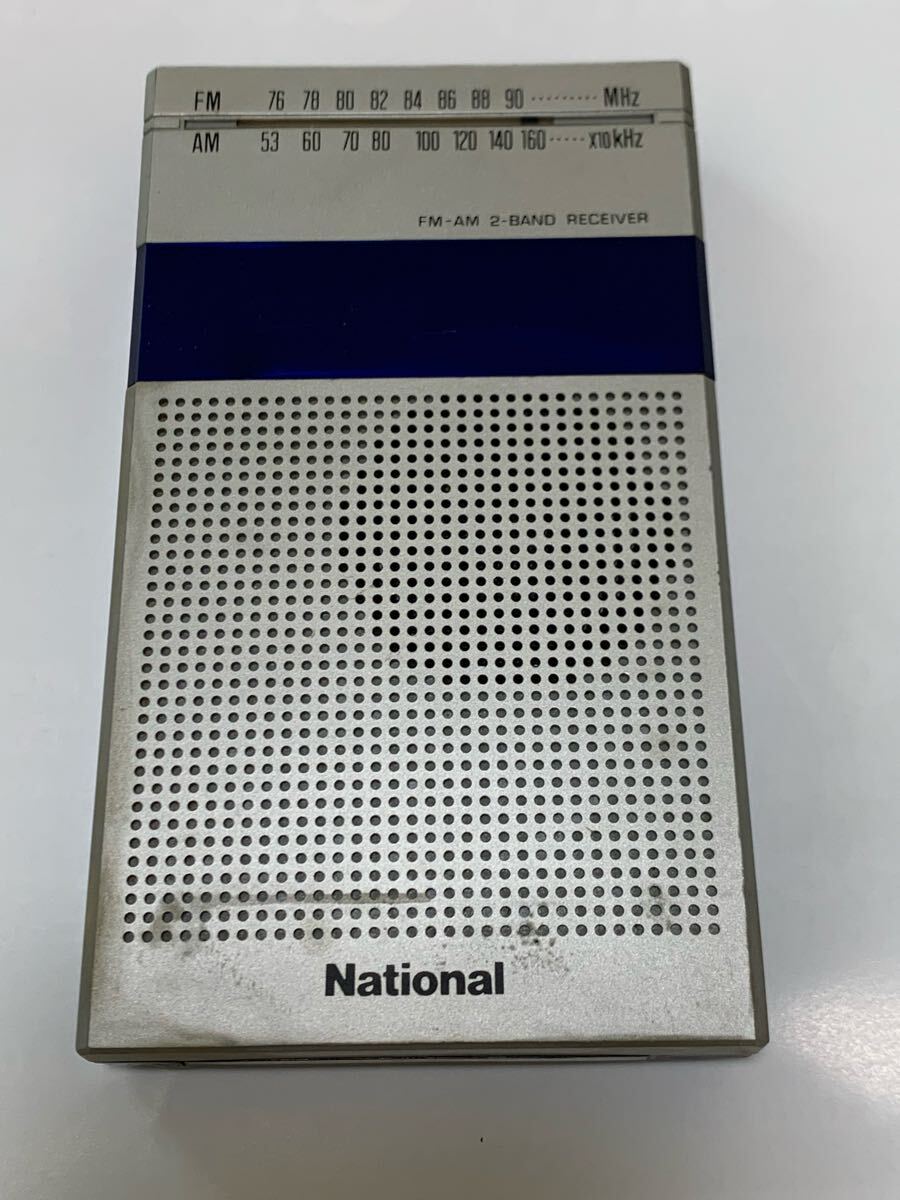 FM 76 78 80 82 84 86 88 90 ········· MHz
AM 53 60 70 80 100 120 140 160 ····· x10kHz
FM-AM 2-BAND RECEIVER
National